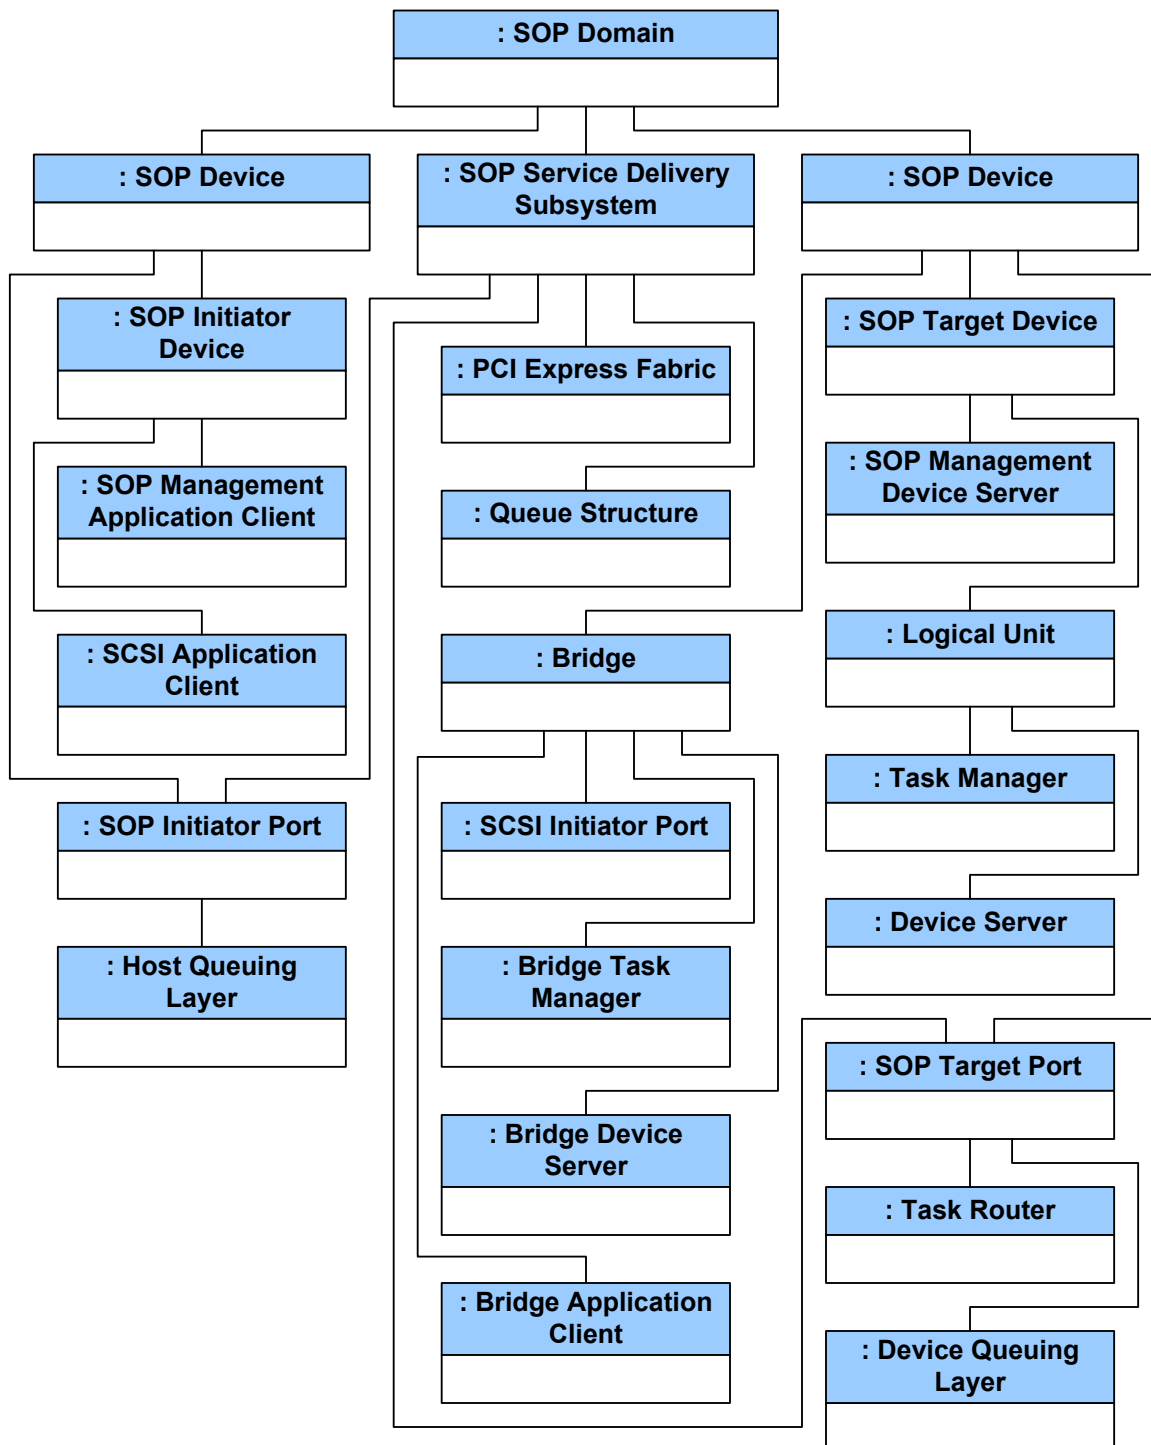 : SOP Domain
: SOP Device
: SOP Service Delivery
Subsystem
: SOP Device
: SOP Initiator
Device
: SOP Target Device
: PCI Express Fabric
: SOP Management
Application Client
: SOP Management
Device Server
: Queue Structure
: SCSI Application
Client
: Bridge
: Logical Unit
: Task Manager
: SOP Initiator Port
: SCSI Initiator Port
: Device Server
: Host Queuing
Layer
: Bridge Task
Manager
: SOP Target Port
: Bridge Device
Server
: Task Router
: Bridge Application
Client
: Device Queuing
Layer